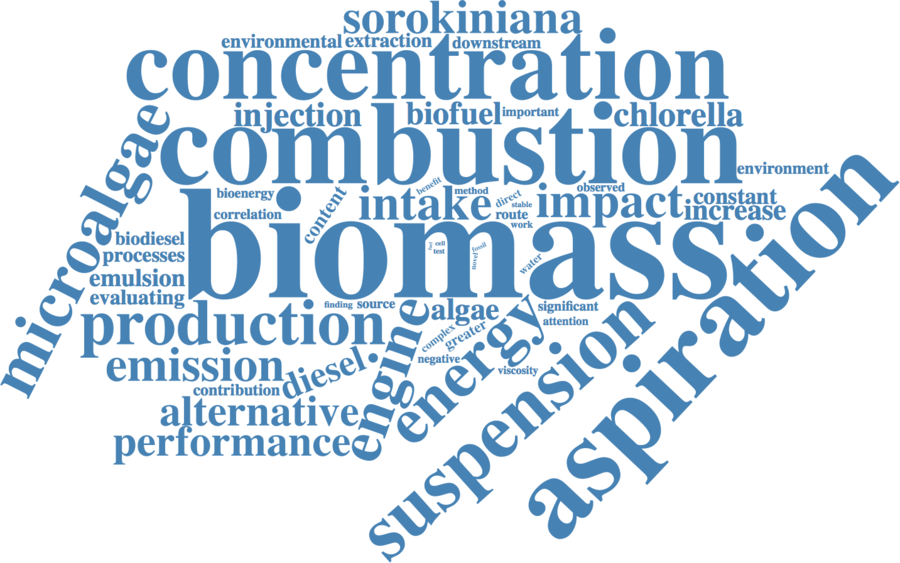 sorokiniana
environmental extraction downstream
concentration
injection biofuel important chlorella
combustion
microalgae
environment
bioenergy content intake benefit method direct stable observed impact constant
correlation route work increase
biomass
aspiration
biodiesel
processes
fuel cell test novel fossil water
emulsion
evaluating
finding source algae significant
production
engine
complex greater energy attention
suspension
emission
diesel.
negative viscosity
contribution
alternative
performance